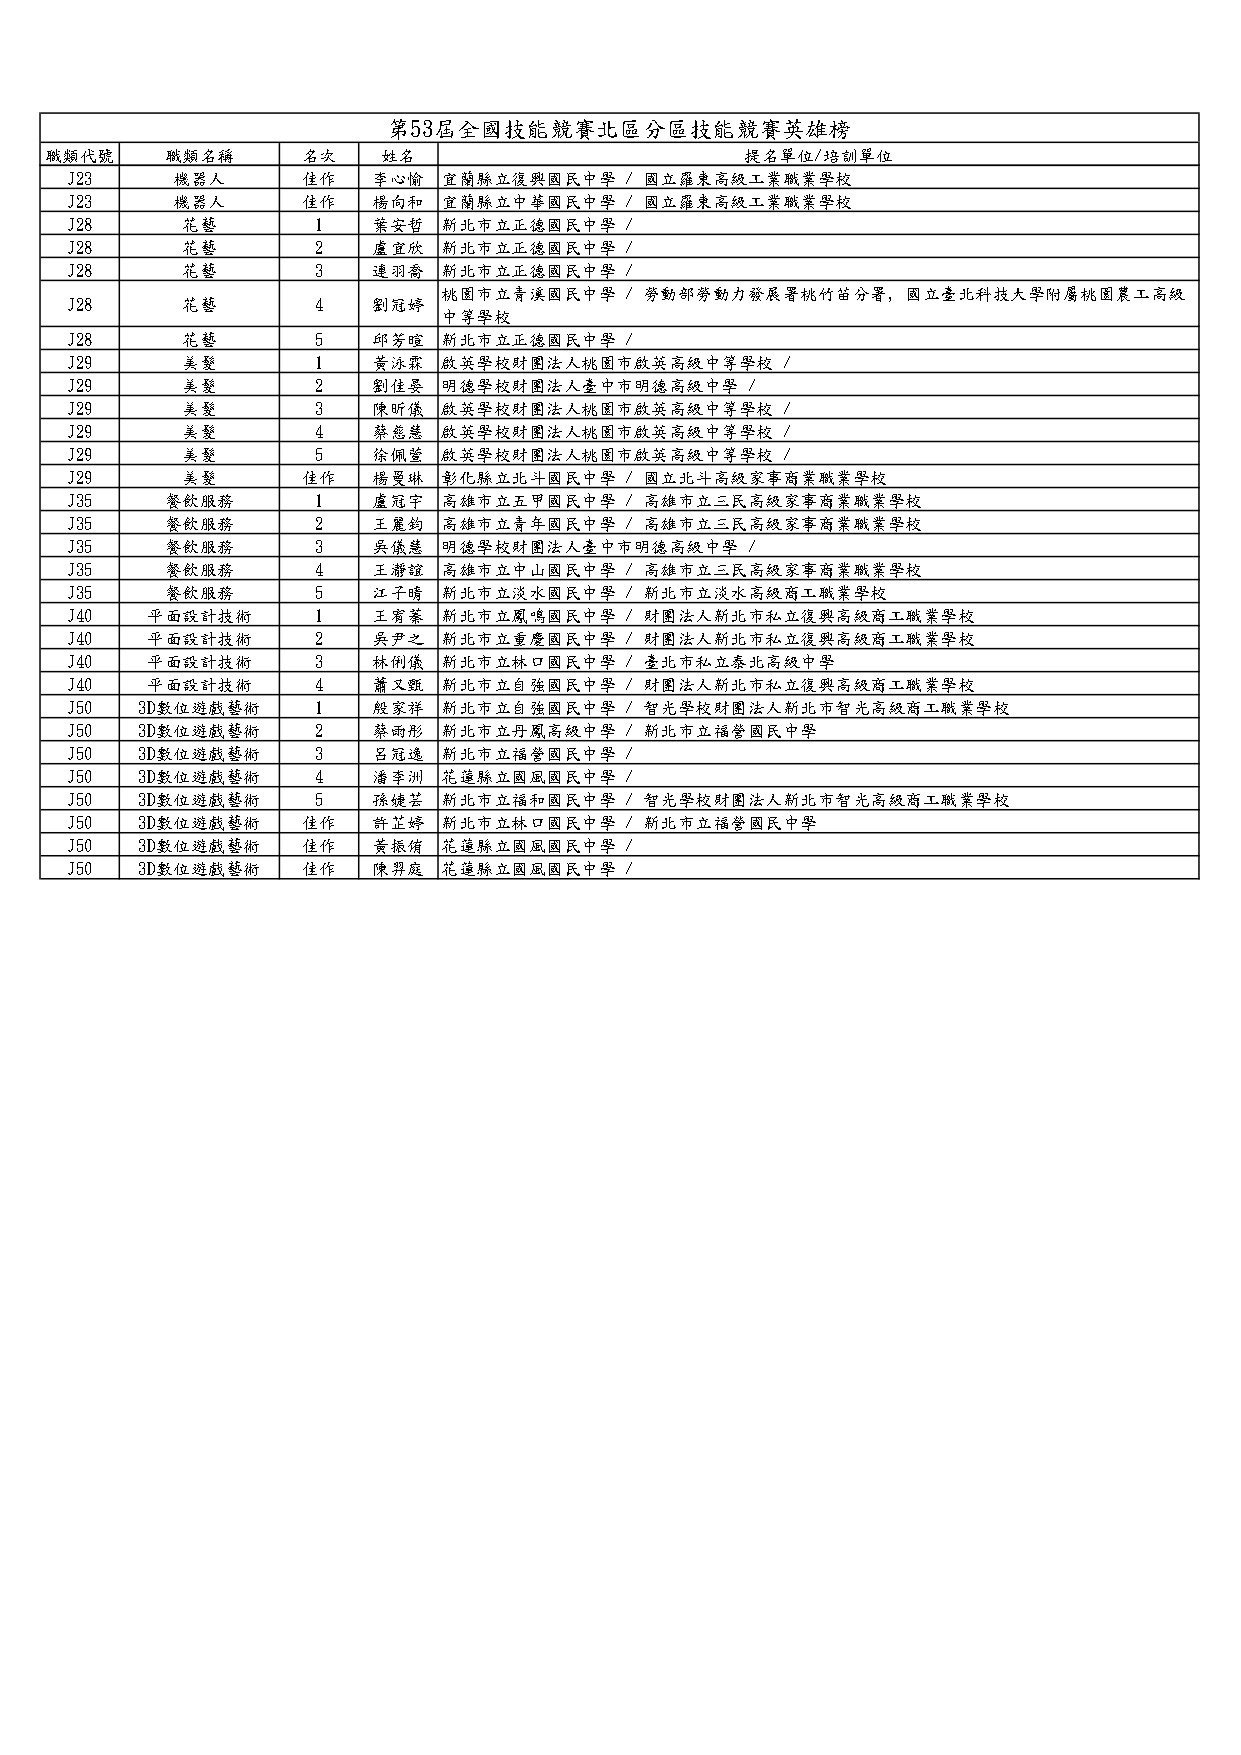 第53屆全國技能競賽北區分區技能競賽英雄榜
職類代號 職類名稱 名次 姓名 提名單位/培訓單位
J23 機器人 佳作 李心愉 宜蘭縣立復興國民中學 / 國立羅東高級工業職業學校
J23 機器人 佳作 楊向和 宜蘭縣立中華國民中學 / 國立羅東高級工業職業學校
J28 花藝 1 葉安哲 新北市立正德國民中學 /
J28 花藝 2 盧宜欣 新北市立正德國民中學 /
J28 花藝 3 連羽喬 新北市立正德國民中學 /
J28 花藝 4 劉冠婷 桃園市立青溪國民中學 / 勞動部勞動力發展署桃竹苗分署, 國立臺北科技大學附屬桃園農工高級
中等學校
J28 花藝 5 邱芳暄 新北市立正德國民中學 /
J29 美髮 1 黃泳霖 啟英學校財團法人桃園市啟英高級中等學校 /
J29 美髮 2 劉佳晏 明德學校財團法人臺中市明德高級中學 /
J29 美髮 3 陳昕儀 啟英學校財團法人桃園市啟英高級中等學校 /
J29 美髮 4 蔡慈慧 啟英學校財團法人桃園市啟英高級中等學校 /
J29 美髮 5 徐佩萱 啟英學校財團法人桃園市啟英高級中等學校 /
J29 美髮 佳作 楊曼琳 彰化縣立北斗國民中學 / 國立北斗高級家事商業職業學校
J35 餐飲服務 1 盧冠宇 高雄市立五甲國民中學 / 高雄市立三民高級家事商業職業學校
J35 餐飲服務 2 王麗鈞 高雄市立青年國民中學 / 高雄市立三民高級家事商業職業學校
J35 餐飲服務 3 吳儀慧 明德學校財團法人臺中市明德高級中學 /
J35 餐飲服務 4 王瀞誼 高雄市立中山國民中學 / 高雄市立三民高級家事商業職業學校
J35 餐飲服務 5 江子晴 新北市立淡水國民中學 / 新北市立淡水高級商工職業學校
J40 平面設計技術 1 王宥蓁 新北市立鳳鳴國民中學 / 財團法人新北市私立復興高級商工職業學校
J40 平面設計技術 2 吳尹之 新北市立重慶國民中學 / 財團法人新北市私立復興高級商工職業學校
J40 平面設計技術 3 林俐儀 新北市立林口國民中學 / 臺北市私立泰北高級中學
J40 平面設計技術 4 蕭又甄 新北市立自強國民中學 / 財團法人新北市私立復興高級商工職業學校
J50 3D數位遊戲藝術 1 殷家祥 新北市立自強國民中學 / 智光學校財團法人新北市智光高級商工職業學校
J50 3D數位遊戲藝術 2 蔡雨彤 新北市立丹鳳高級中學 / 新北市立福營國民中學
J50 3D數位遊戲藝術 3 呂冠逸 新北市立福營國民中學 /
J50 3D數位遊戲藝術 4 潘李洲 花蓮縣立國風國民中學 /
J50 3D數位遊戲藝術 5 孫婕芸 新北市立福和國民中學 / 智光學校財團法人新北市智光高級商工職業學校
J50 3D數位遊戲藝術 佳作 許芷婷 新北市立林口國民中學 / 新北市立福營國民中學
J50 3D數位遊戲藝術 佳作 黃振侑 花蓮縣立國風國民中學 /
J50 3D數位遊戲藝術 佳作 陳羿庭 花蓮縣立國風國民中學 /